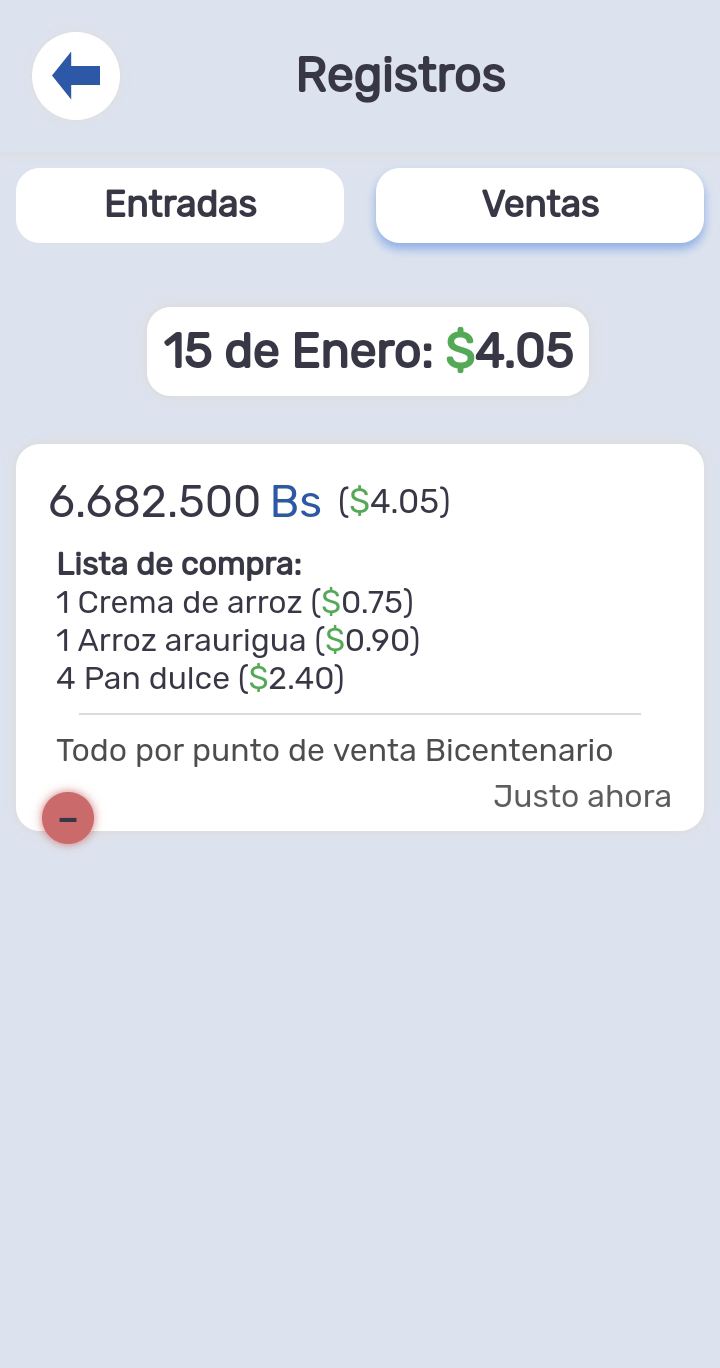 Registros
Entradas
Ventas
15 de Enero: $4.05
6.682.500 Bs ($4.05)
Lista de compra:
1 Crema de arroz ($0.75)
1 Arroz araurigua ($0.90)
4 Pan dulce ($2.40)
Todo por punto de venta Bicentenario
Justo ahora
-